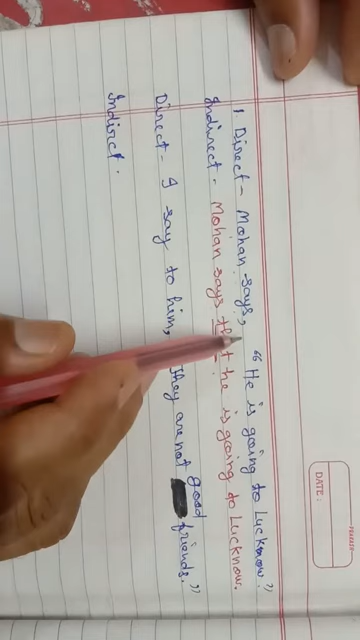 DATE:
1. Direct - Mohan says, "He is going to Lucknow."
Indirect - Mohan says that he is going to Lucknow.
Direct - I say to him, They are not good friends."
Indirect.